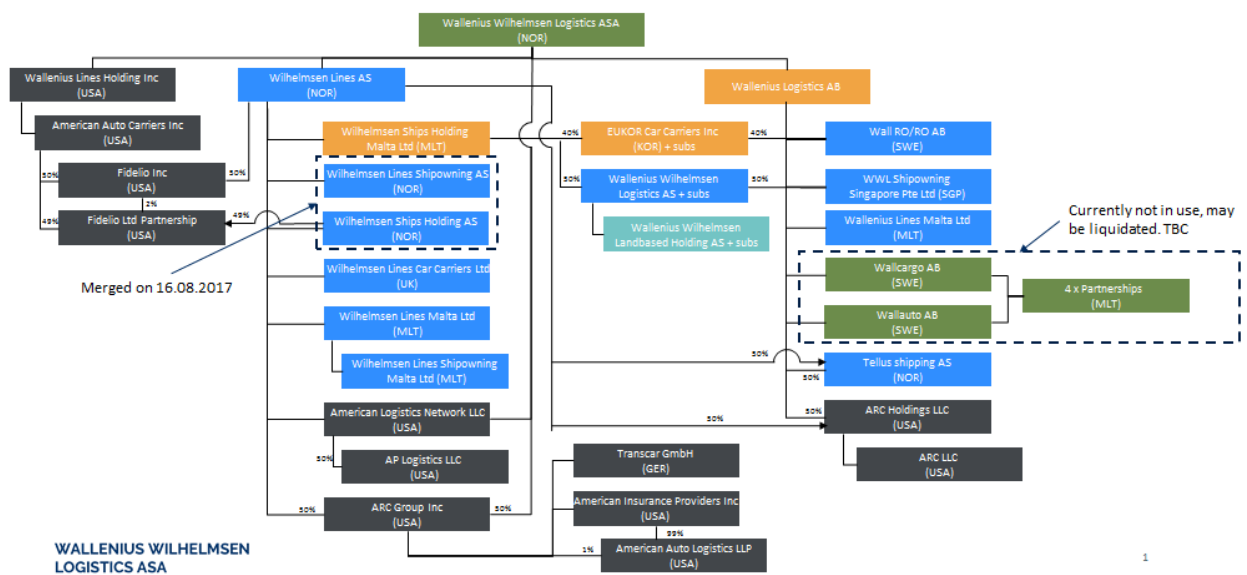 Wallenius Wilhelmsen Logistics ASA
(NOR)
Wallenius Lines Holding Inc
(USA)
Wilhelmsen Lines AS
(NOR)
Wallenius Logistics AB
American Auto Carriers Inc
(USA)
Wilhelmsen Ships Holding
Malta Ltd (MLT)
40%
EUKOR Car Carriers Inc
(KOR) + subs
40%
Wall RO/RO AB
(SWE)
50%
Fidelio Inc
(USA)
50%
Wilhelmsen Lines Shipowning AS
(NOR)
50%
Wallenius Wilhelmsen
Logistics AS + subs
50%
WWL Shipowning
Singapore Pte Ltd (SGP)
2%
49%
Fidelio Ltd Partnership
(USA)
49%
Wilhelmsen Ships Holding AS
(NOR)
Wallenius Wilhelmsen
Landbased Holding AS + subs
Wallenius Lines Malta Ltd
(MLT)
Currently not in use, may
be liquidated. TBC
Merged on 16.08.2017
Wilhelmsen Lines Car Carriers Ltd
(UK)
Wallcargo AB
(SWE)
4 x Partnerships
(MLT)
Wilhelmsen Lines Malta Ltd
(MLT)
Wallauto AB
(SWE)
Wilhelmsen Lines Shipowning
Malta Ltd (MLT)
50%
50%
Tellus shipping AS
(NOR)
American Logistics Network LLC
(USA)
50%
50%
ARC Holdings LLC
(USA)
50%
AP Logistics LLC
(USA)
Transcar GmbH
(GER)
ARC LLC
(USA)
50%
ARC Group Inc
(USA)
50%
American Insurance Providers Inc
(USA)
99%
1%
American Auto Logistics LLP
(USA)
WALLENIUS WILHELMSEN
LOGISTICS ASA
1